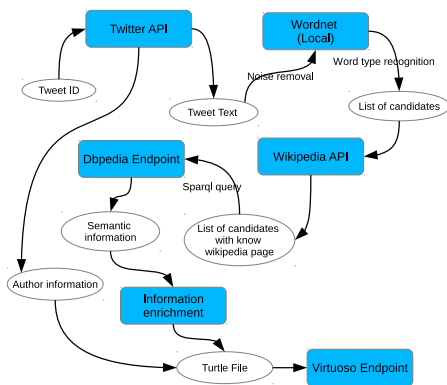 Twitter API
Wordnet
(Local)
Noise removal
Word type recognition
Tweet ID
Tweet Text
List of candidates
Dbpedia Endpoint
Wikipedia API
Sparql query
Semantic
information
List of candidates
with know
wikipedia page
Author information
Information
enrichment
Turtle File
Virtuoso Endpoint